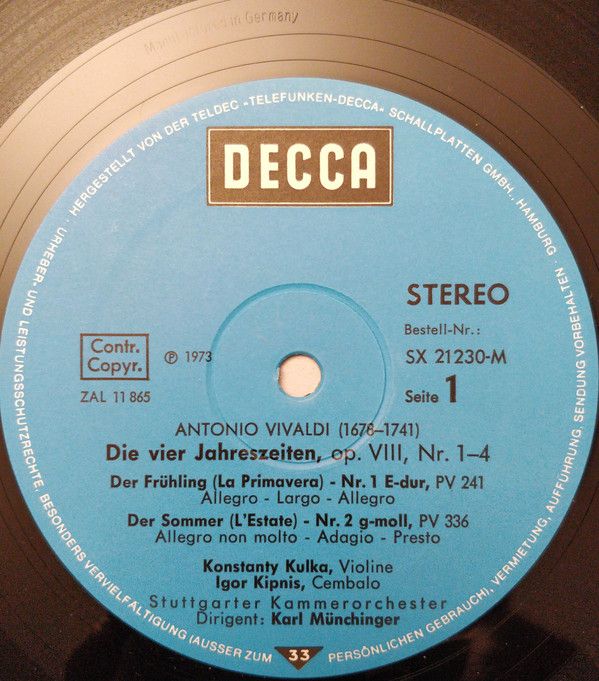 Manufactured in Germany
HERGESTELLT VON DER TELDEC »TELEFUNKEN-DECCA« SCHALLPLATTEN GMBH., HAMBURG
URHEBER- UND LEISTUNGSSCHUTZRECHTE, BESONDERS VERVIELFÄLTIGUNG (AUSSER ZUM PERSÖNLICHEN GEBRAUCH), VERMIETUNG, AUFFÜHRUNG, SENDUNG VORBEHALTEN
DECCA
STEREO
Bestell-Nr.:
SX 21230-M
Seite 1
Contr.
Copyr.
℗ 1973
ZAL 11 865
ANTONIO VIVALDI (1678–1741)
Die vier Jahreszeiten, op. VIII, Nr. 1–4
Der Frühling (La Primavera) - Nr. 1 E-dur, PV 241
Allegro - Largo - Allegro
Der Sommer (L'Estate) - Nr. 2 g-moll, PV 336
Allegro non molto - Adagio - Presto
Konstanty Kulka, Violine
Igor Kipnis, Cembalo
Stuttgarter Kammerorchester
Dirigent: Karl Münchinger
33